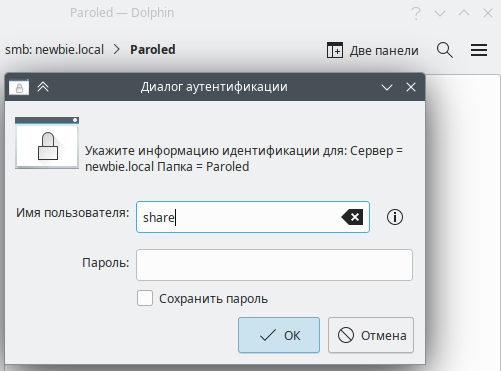 Paroled — Dolphin
smb: newbie.local > Paroled
Две панели
Диалог аутентификации
Укажите информацию идентификации для: Сервер =
newbie.local Папка = Paroled
Имя пользователя: share
Пароль:
Сохранить пароль
ОК
Отмена